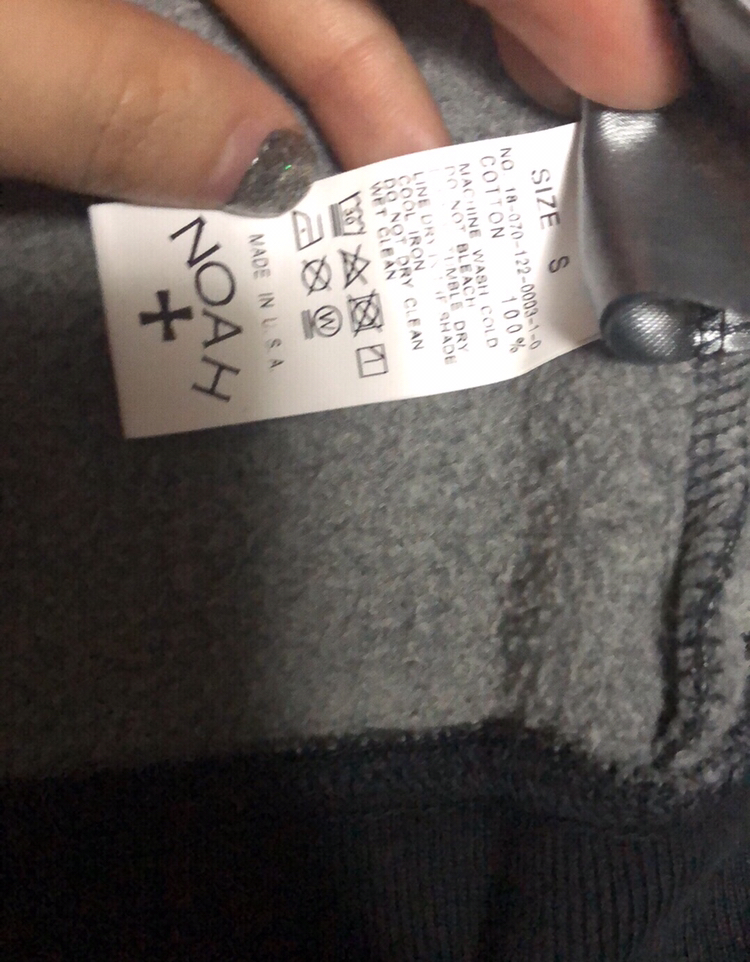 SIZE S
NO 18-070-122-0003-1-0
COTTON 100%
MACHINE WASH COLD
DO NOT BLEACH
TUMBLE DRY
LINE DRY IN SHADE
COOL IRON
DO NOT DRY CLEAN
WET CLEAN
30
W
MADE IN U.S.A.
NOAH